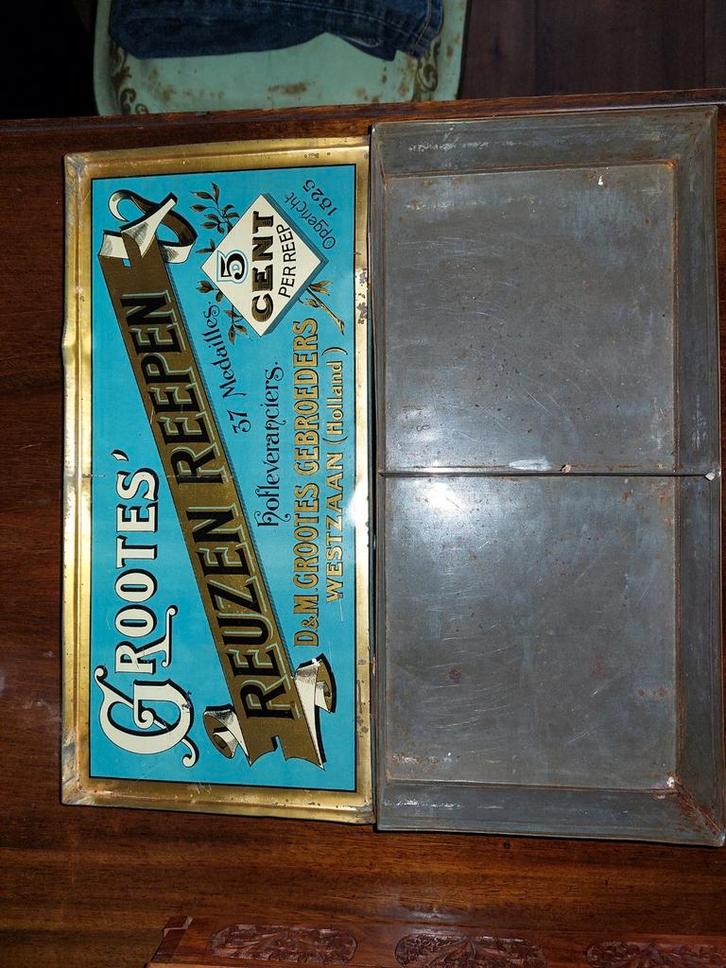 GROOTES'
REUZEN REEPEN
37 Medailles.
Hofleveranciers.
D&M. GROOTES GEBROEDERS
WESTZAAN (Holland)
5
CENT
PER REEP
Opgericht
1825